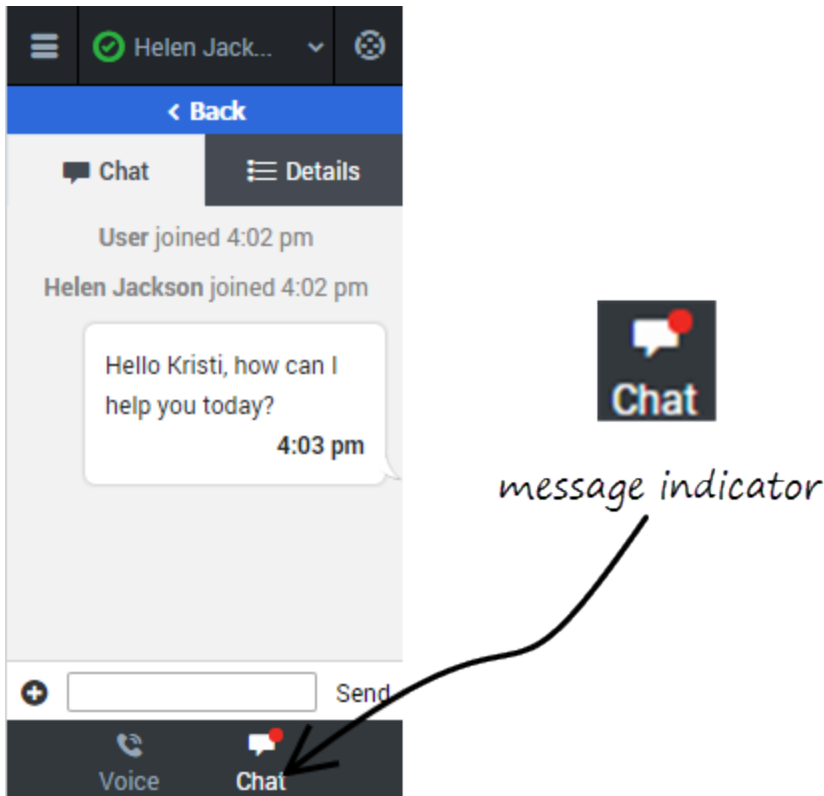 Helen Jack...
Back
Chat
Details
User joined 4:02 pm
Helen Jackson joined 4:02 pm
Hello Kristi, how can I
help you today?
4:03 pm
Chat
message indicator
Send
Voice
Chat